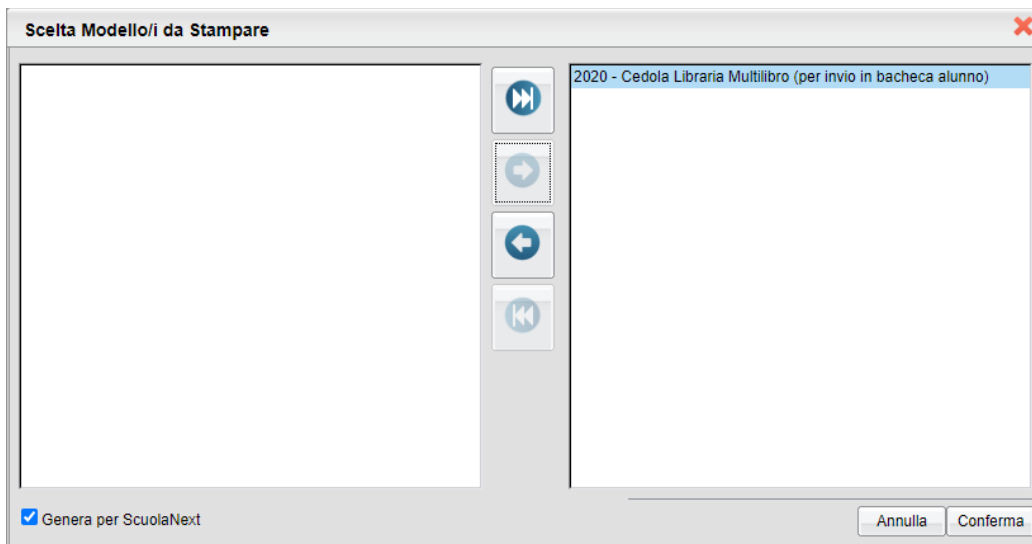 Scelta Modello/i da Stampare
2020 - Cedola Libraria Multilibro (per invio in bacheca alunno)
Genera per ScuolaNext
Annulla
Conferma